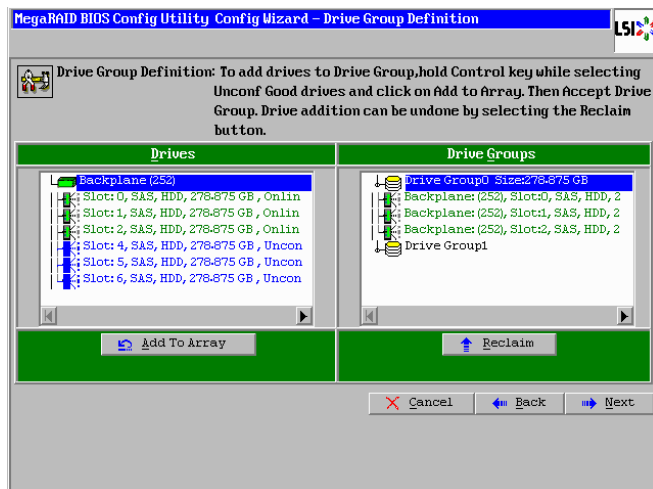 MegaRAID BIOS Config Utility Config Wizard – Drive Group Definition
LSI
Drive Group Definition: To add drives to Drive Group,hold Control key while selecting
Unconf Good drives and click on Add to Array. Then Accept Drive
Group. Drive addition can be undone by selecting the Reclaim
button.
Drives
Backplane (252)
Slot: 0, SAS, HDD, 278.875 GB , Onlin
Slot: 1, SAS, HDD, 278.875 GB , Onlin
Slot: 2, SAS, HDD, 278.875 GB , Onlin
Slot: 4, SAS, HDD, 278.875 GB , Uncon
Slot: 5, SAS, HDD, 278.875 GB , Uncon
Slot: 6, SAS, HDD, 278.875 GB , Uncon
Add To Array
Drive Groups
Drive Group0 Size:278.875 GB
Backplane: (252), Slot:0, SAS, HDD, 2
Backplane: (252), Slot:1, SAS, HDD, 2
Backplane: (252), Slot:2, SAS, HDD, 2
Drive Group1
Reclaim
Cancel
Back
Next